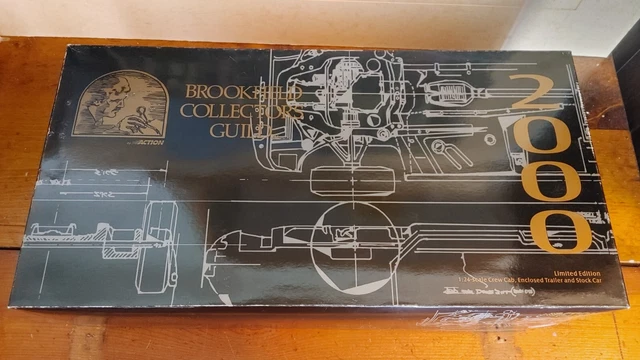 BROOKFIELD
COLLECTORS
GUILD
ACTION
2000
Limited Edition
1:24-Scale Crew Cab, Enclosed Trailer and Stock Car